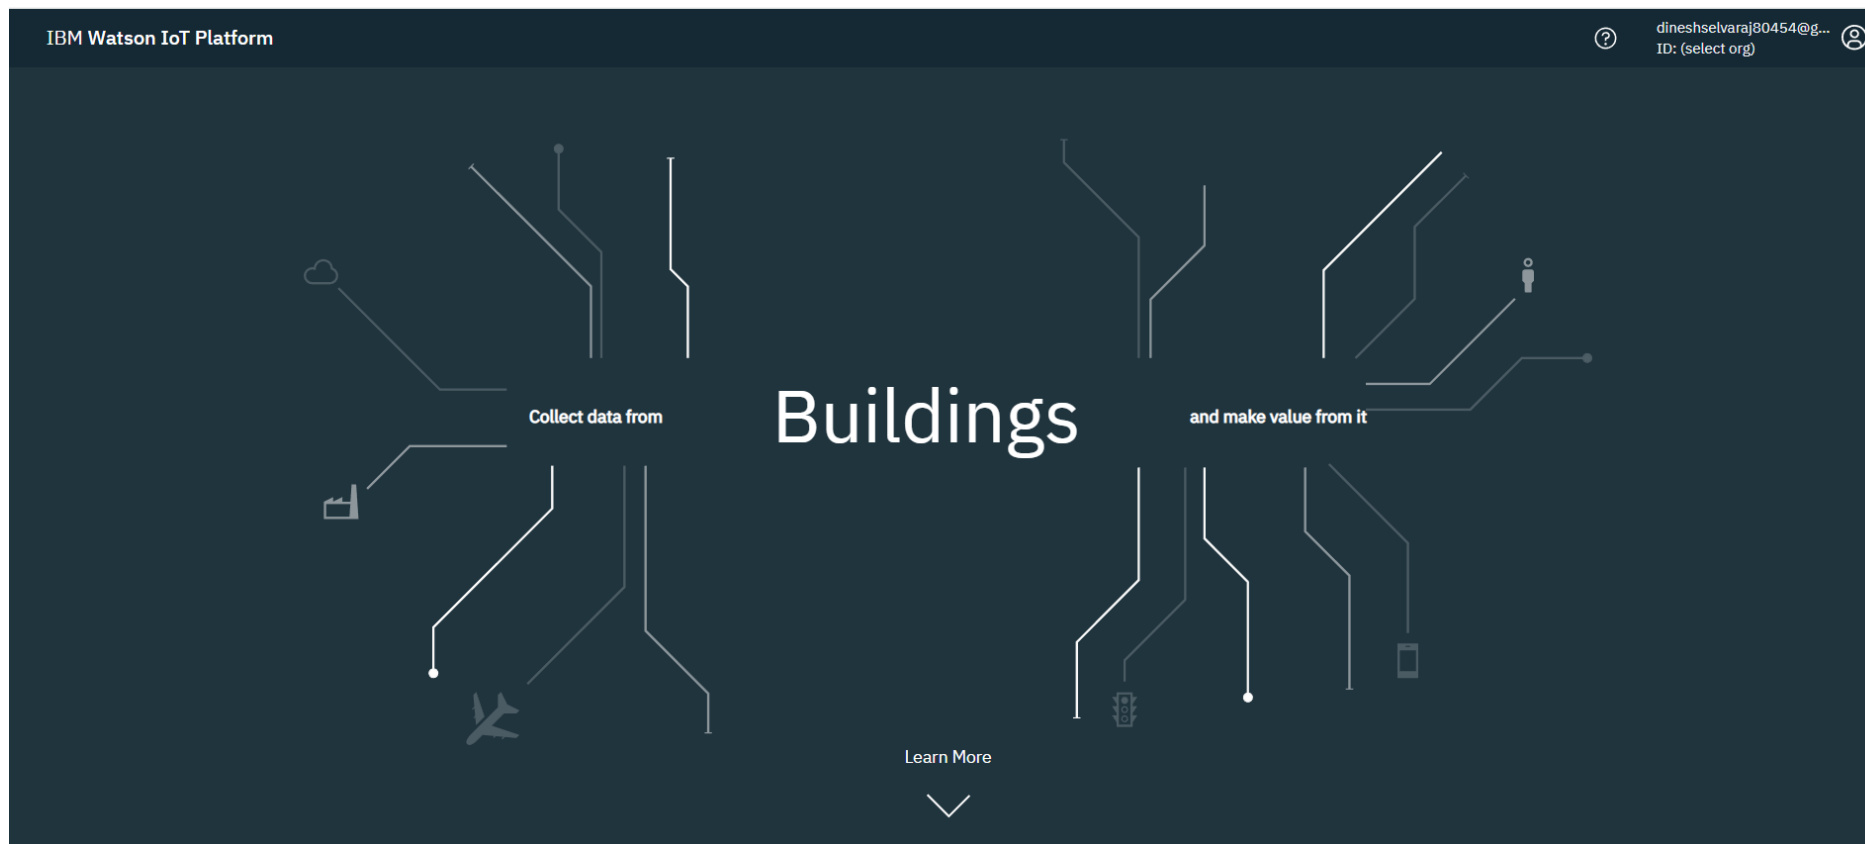 IBM Watson IoT Platform
dineshselvaraj80454@g...
ID: (select org)
Collect data from
Buildings
and make value from it
Learn More